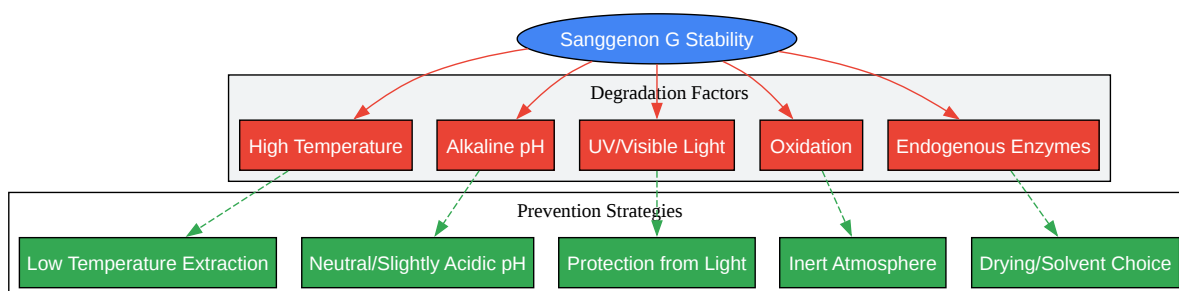 Sanggenon G Stability
Degradation Factors
High Temperature
Alkaline pH
UV/Visible Light
Oxidation
Endogenous Enzymes
Prevention Strategies
Low Temperature Extraction
Neutral/Slightly Acidic pH
Protection from Light
Inert Atmosphere
Drying/Solvent Choice